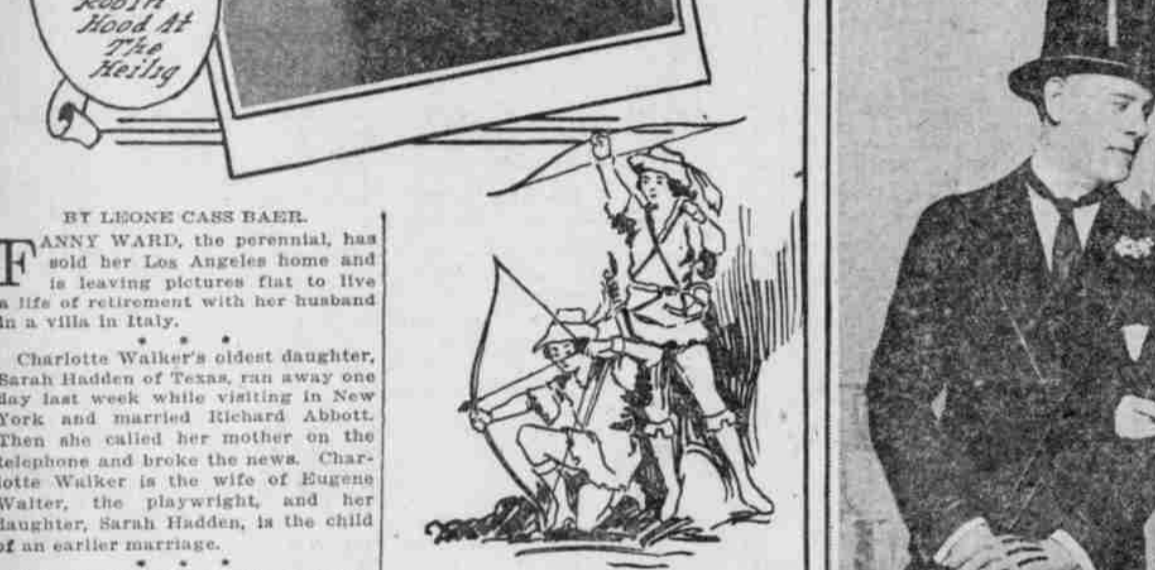 Robin
Hood At
The
Heilig
BY LEONE CASS BAER.
FANNY WARD, the perennial, has
sold her Los Angeles home and
is leaving pictures flat to live
a life of retirement with her husband
in a villa in Italy.
* * *
Charlotte Walker's oldest daughter,
Sarah Hadden of Texas, ran away one
day last week while visiting in New
York and married Richard Abbott.
Then she called her mother on the
telephone and broke the news. Char-
lotte Walker is the wife of Eugene
Walter, the playwright, and her
daughter, Sarah Hadden, is the child
of an earlier marriage.
* * *